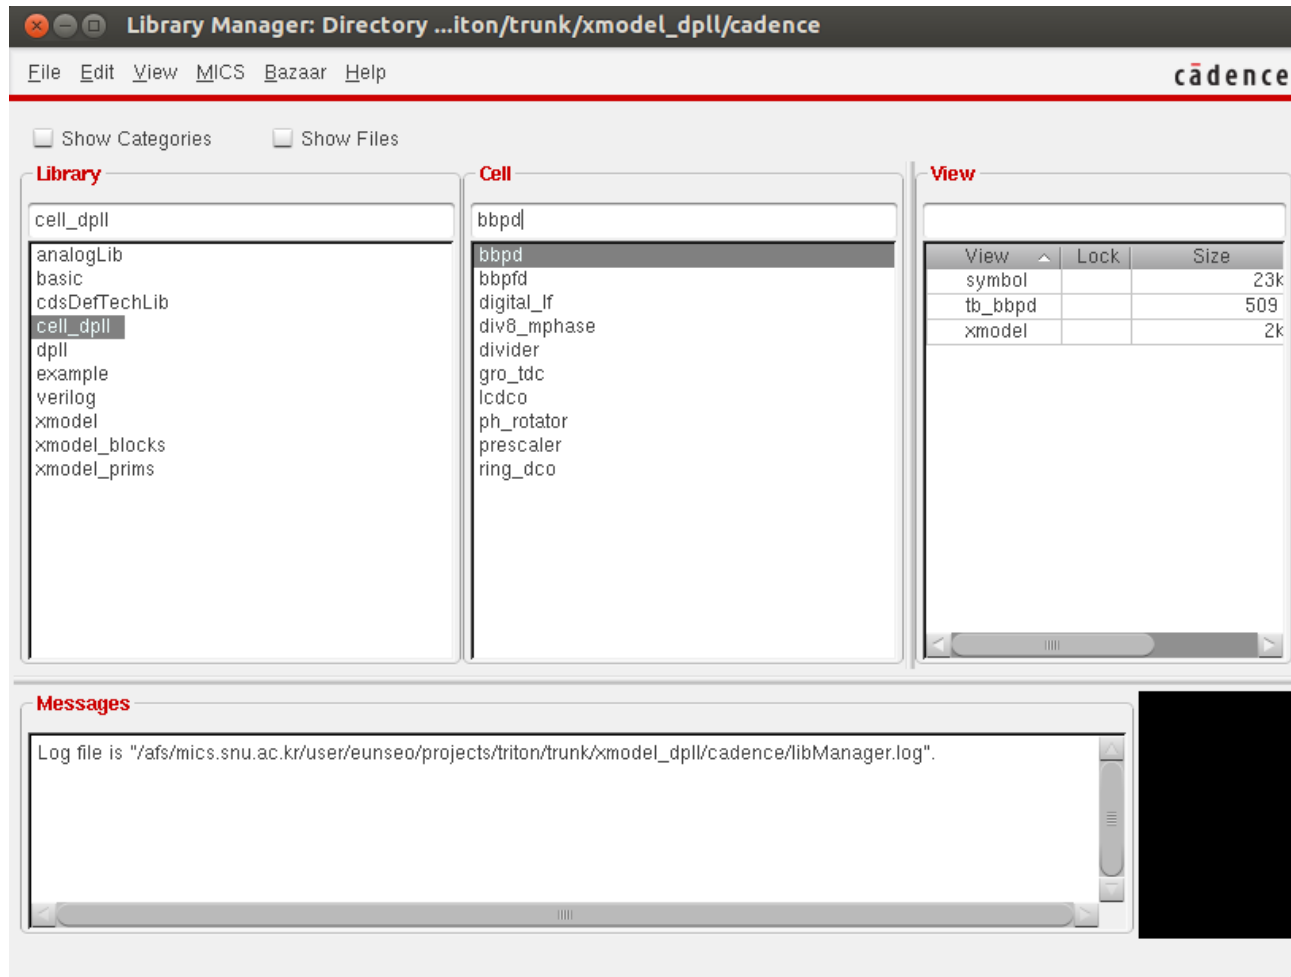 Library Manager: Directory ...iton/trunk/xmodel_dpll/cadence
File Edit View MICS Bazaar Help
cādence
Show Categories Show Files
Library
cell_dpll
analogLib
basic
cdsDefTechLib
cell_dpll
dpll
example
verilog
xmodel
xmodel_blocks
xmodel_prims
Cell
bbpd
bbpd
bbpfd
digital_lf
div8_mphase
divider
gro_tdc
lcdco
ph_rotator
prescaler
ring_dco
View
View Lock Size
symbol 23k
tb_bbpd 509
xmodel 2k
Messages
Log file is "/afs/mics.snu.ac.kr/user/eunseo/projects/triton/trunk/xmodel_dpll/cadence/libManager.log".